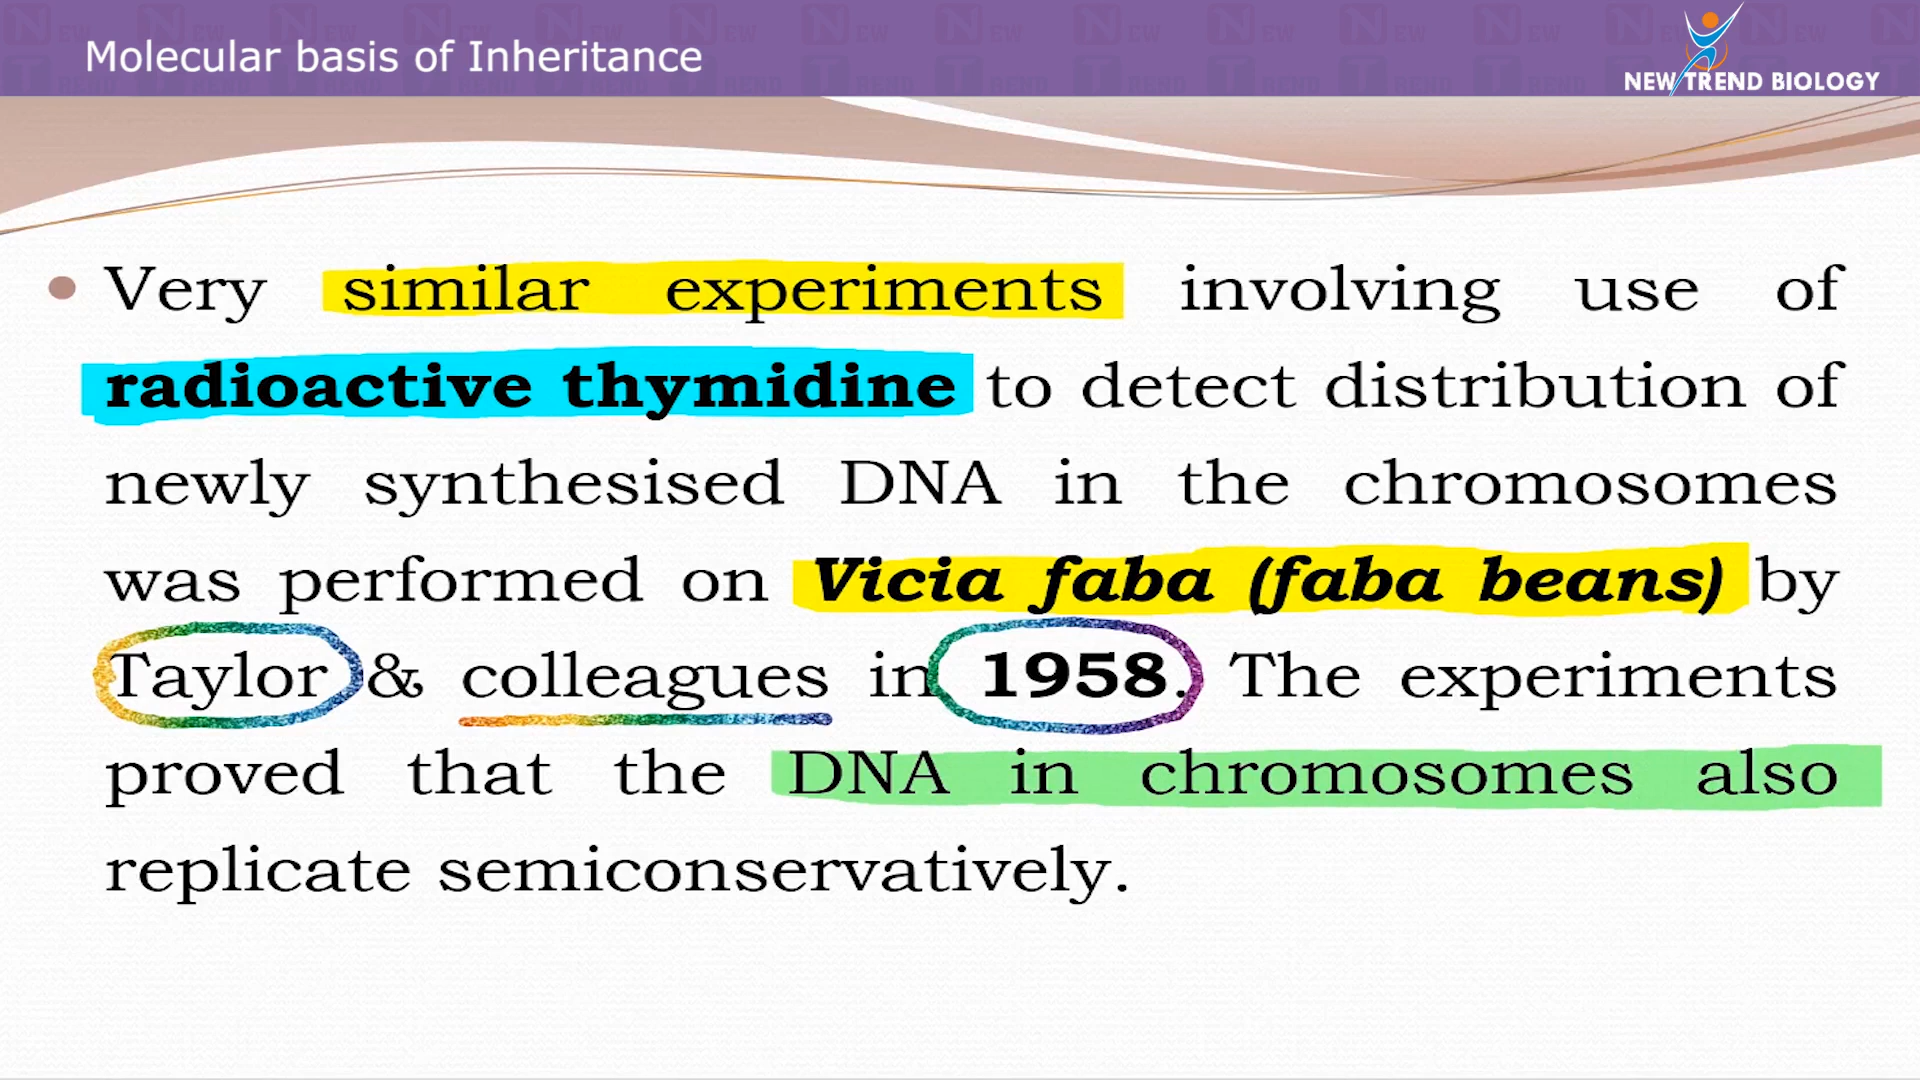 Molecular basis of Inheritance
NEW TREND BIOLOGY
Very similar experiments involving use of
radioactive thymidine to detect distribution of
newly synthesised DNA in the chromosomes
was performed on Vicia faba (faba beans) by
Taylor & colleagues in 1958. The experiments
proved that the DNA in chromosomes also
replicate semiconservatively.